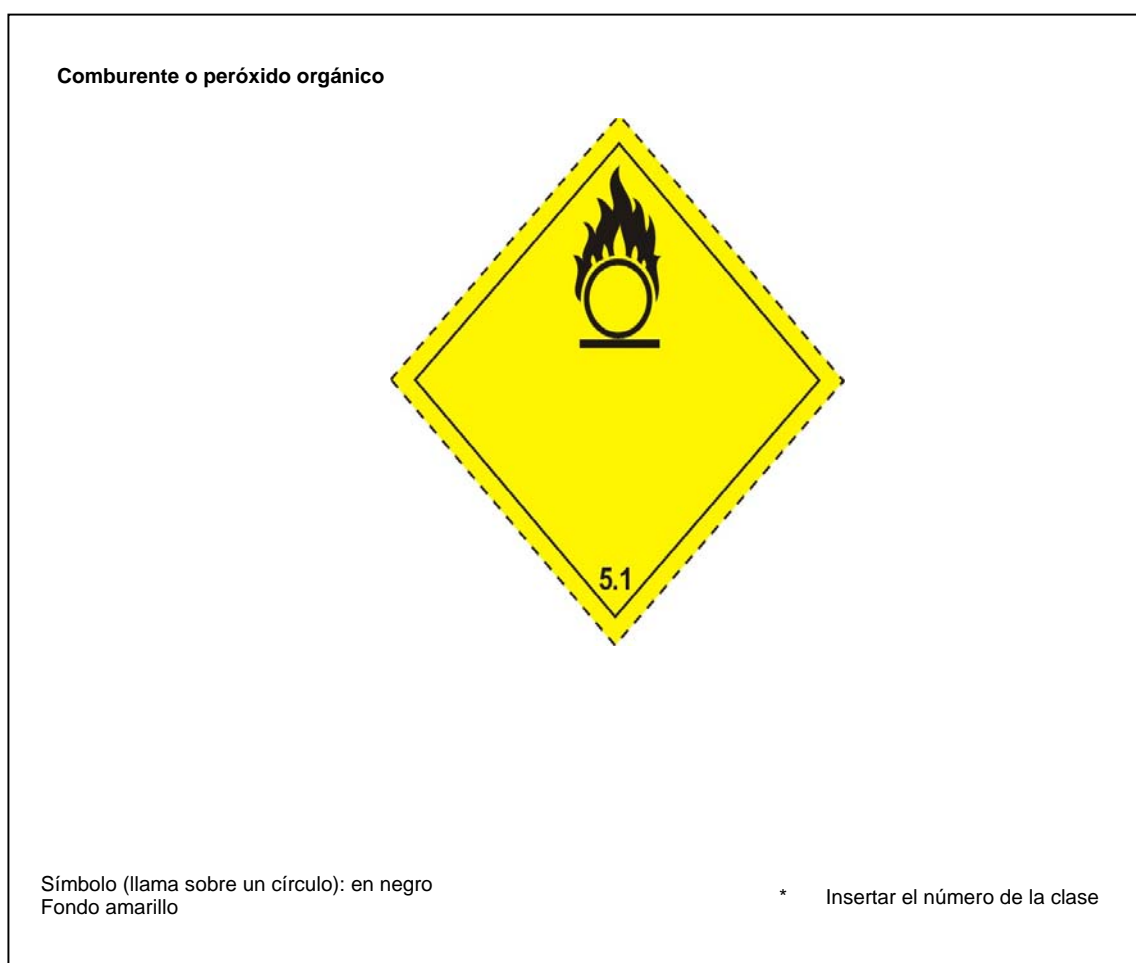 Comburente o peróxido orgánico
5.1
Símbolo (llama sobre un círculo): en negro
Fondo amarillo
* Insertar el número de la clase